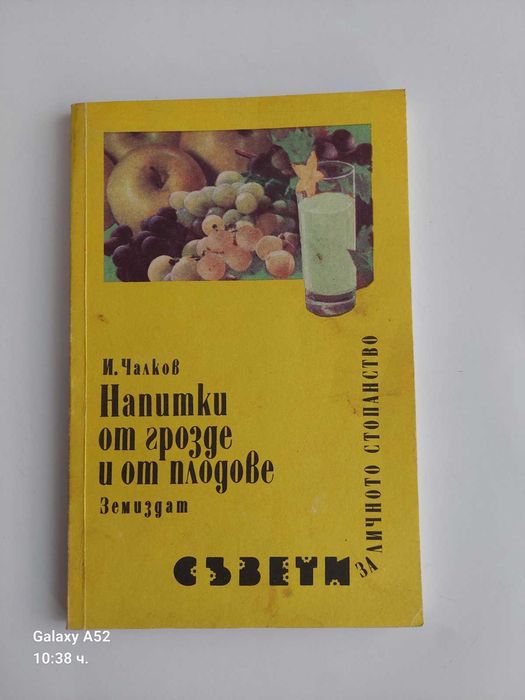 И. Чалков
Напитки
от грозде
и от плодове
Земиздат
СЪВЕТИ
ЗА ЛИЧНОТО СТОПАНСТВО
Galaxy A52
10:38 ч.